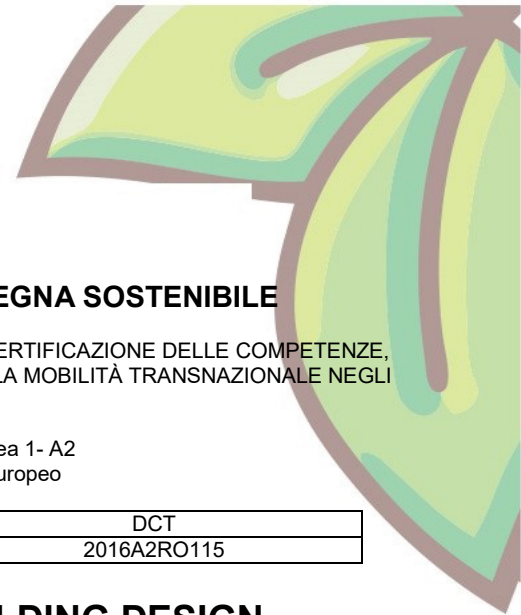 EGNA SOSTENIBILE
ERTIFICAZIONE DELLE COMPETENZE,
LA MOBILITÀ TRANSNAZIONALE NEGLI
ea 1- A2
uropeo
DCT
2016A2RO115